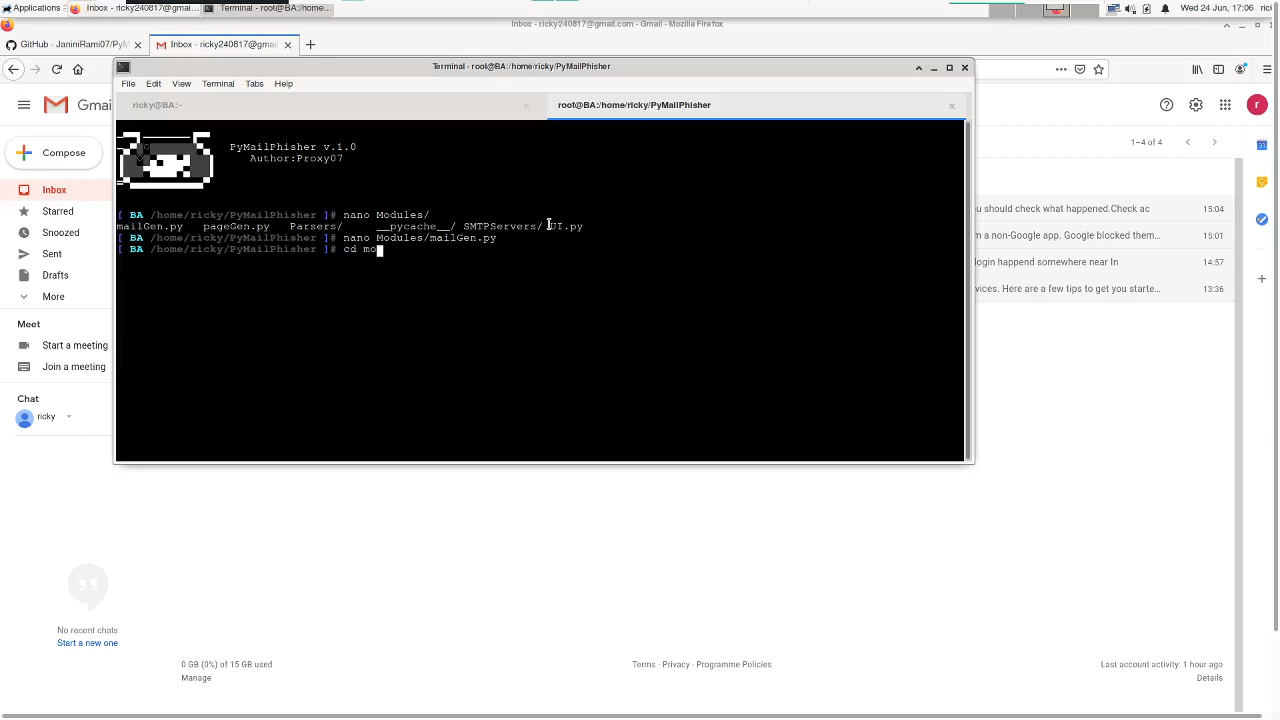 Applications
Inbox - ricky240817@gmai...
Terminal - root@BA:/home...
Wed 24 Jun, 17:06
rick
Inbox - ricky240817@gmail.com - Gmail - Mozilla Firefox
GitHub - JaniniRami07/PyM
Inbox - ricky240817@gmai
Terminal - root@BA:/home/ricky/PyMailPhisher
File Edit View Terminal Tabs Help
ricky@BA:~
root@BA:/home/ricky/PyMailPhisher
Gmai
r
Compose
1–4 of 4
Inbox
Starred
Snoozed
Sent
Drafts
More
Meet
Start a meeting
Join a meeting
Chat
ricky
PyMailPhisher v.1.0
Author:Proxy07
[ BA /home/ricky/PyMailPhisher ]# nano Modules/
mailGen.py pageGen.py Parsers/ __pycache__/ SMTPServers/ UI.py
[ BA /home/ricky/PyMailPhisher ]# nano Modules/mailGen.py
[ BA /home/ricky/PyMailPhisher ]# cd mo
you should check what happened.Check ac 15:04
m a non-Google app. Google blocked som... 15:01
login happend somewhere near In 14:57
vices. Here are a few tips to get you starte... 13:36
No recent chats
Start a new one
0 GB (0%) of 15 GB used
Manage
Terms · Privacy · Programme Policies
Last account activity: 1 hour ago
Details